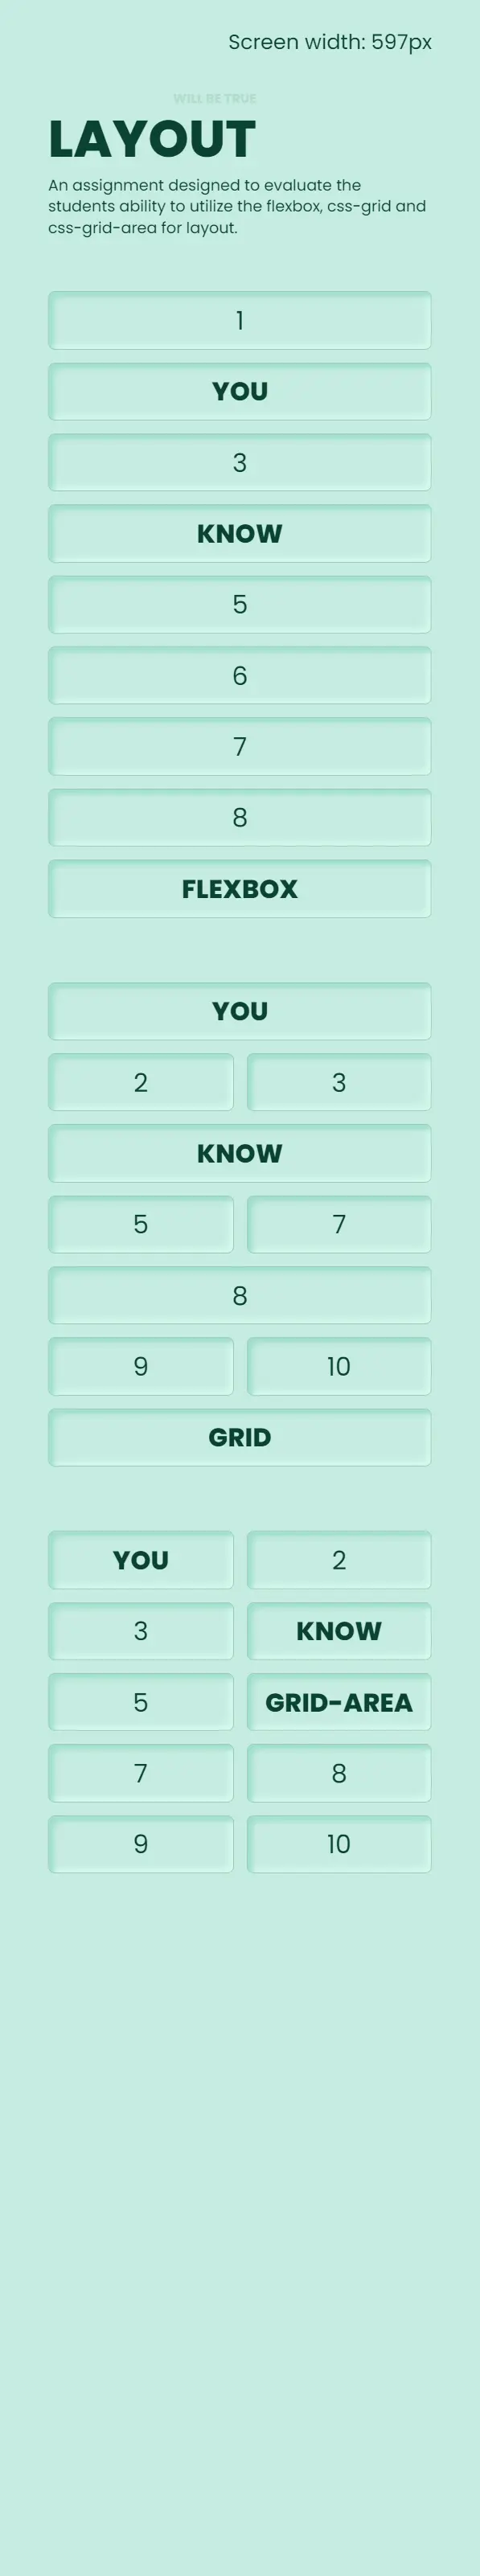 Screen width: 597px
WILL BE TRUE
LAYOUT
An assignment designed to evaluate the
students ability to utilize the flexbox, css-grid and
css-grid-area for layout.
1
YOU
3
KNOW
5
6
7
8
FLEXBOX
YOU
2 3
KNOW
5 7
8
9 10
GRID
YOU 2
3 KNOW
5 GRID-AREA
7 8
9 10